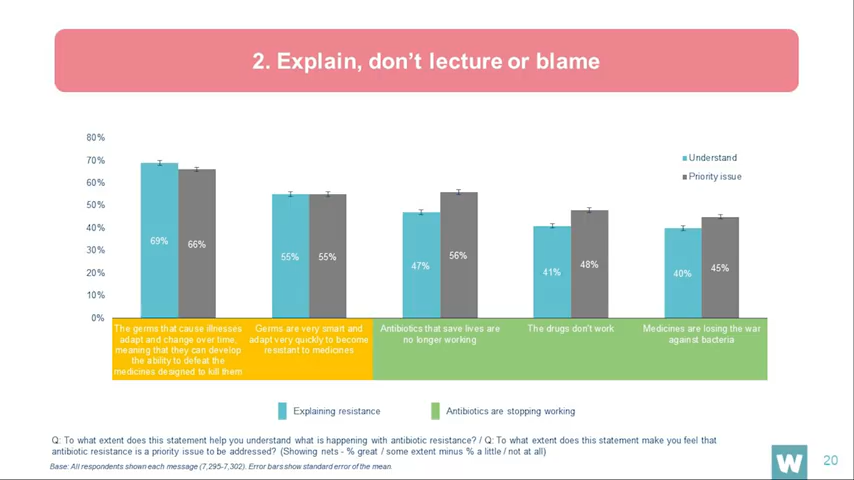 2. Explain, don't lecture or blame
80%
70%
60%
50%
40%
30%
20%
10%
0%
Understand
Priority issue
69%
66%
55%
55%
47%
56%
41%
48%
40%
45%
The germs that cause illnesses
adapt and change over time,
meaning that they can develop
the ability to defeat the
medicines designed to kill them
Germs are very smart and
adapt very quickly to become
resistant to medicines
Antibiotics that save lives are
no longer working
The drugs don't work
Medicines are losing the war
against bacteria
Explaining resistance
Antibiotics are stopping working
Q: To what extent does this statement help you understand what is happening with antibiotic resistance? / Q: To what extent does this statement make you feel that
antibiotic resistance is a priority issue to be addressed? (Showing nets - % great / some extent minus % a little / not at all)
Base: All respondents shown each message (7,295-7,302). Error bars show standard error of the mean.
W
20